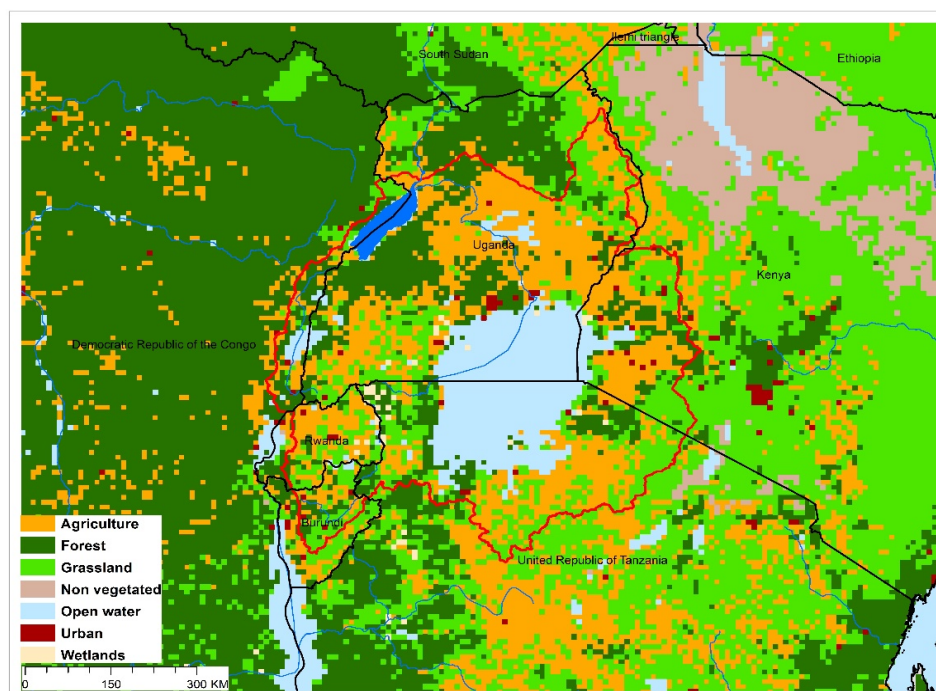 Ilemi triangle
South Sudan
Ethiopia
Uganda
Kenya
Democratic Republic of the Congo
Rwanda
Burundi
United Republic of Tanzania
Agriculture
Forest
Grassland
Non vegetated
Open water
Urban
Wetlands
0 150 300 KM